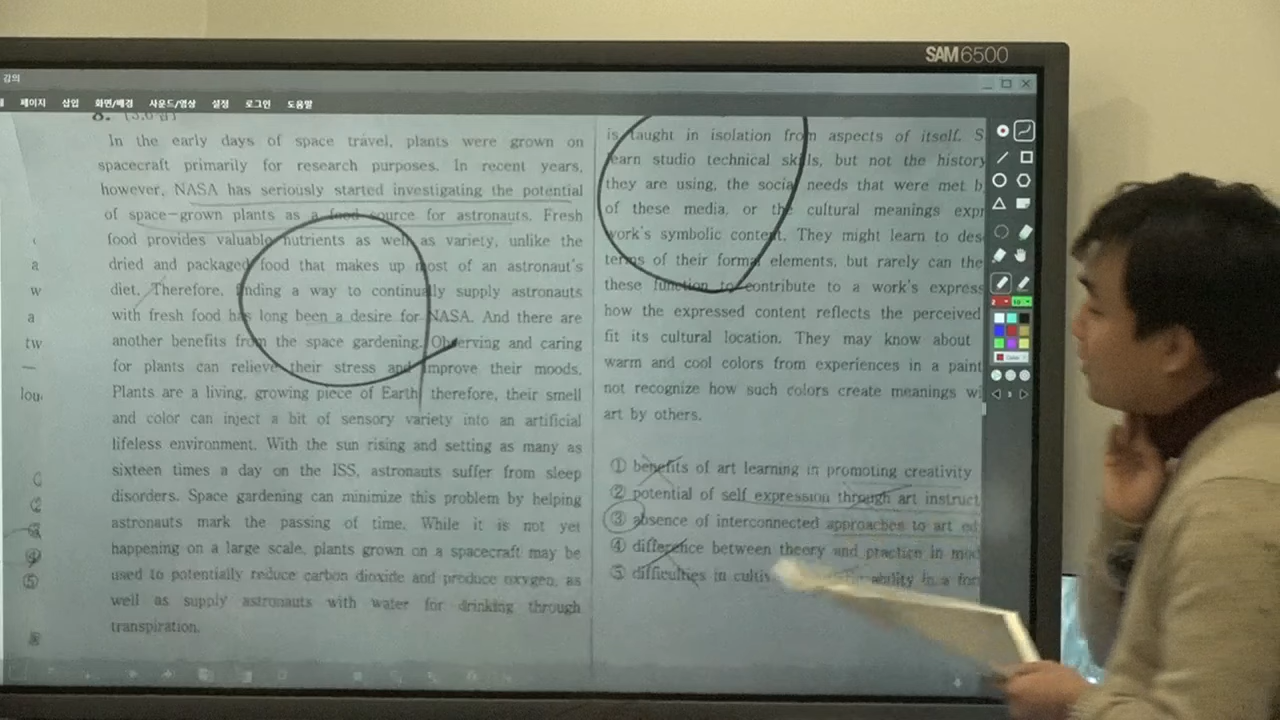 SAM6500
강의
페이지 삽입 화면/배경 사운드/영상 설정 로그인 도움말
8. [3.0점]
In the early days of space travel, plants were grown on
spacecraft primarily for research purposes. In recent years,
however, NASA has seriously started investigating the potential
of space-grown plants as a food source for astronauts. Fresh
food provides valuable nutrients as well as variety, unlike the
dried and packaged food that makes up most of an astronaut's
diet. Therefore, finding a way to continually supply astronauts
with fresh food has long been a desire for NASA. And there are
another benefits from the space gardening. Observing and caring
for plants can relieve their stress and improve their moods.
Plants are a living, growing piece of Earth therefore, their smell
and color can inject a bit of sensory variety into an artificial
lifeless environment. With the sun rising and setting as many as
sixteen times a day on the ISS, astronauts suffer from sleep
disorders. Space gardening can minimize this problem by helping
astronauts mark the passing of time. While it is not yet
happening on a large scale, plants grown on a spacecraft may be
used to potentially reduce carbon dioxide and produce oxygen, as
well as supply astronauts with water for drinking through
transpiration.
a
w
a
tw
—
lou
②
③
④
⑤
is taught in isolation from aspects of itself. S
learn studio technical skills, but not the history
they are using, the social needs that were met b
of these media, or the cultural meanings expr
work's symbolic content. They might learn to des
terms of their formal elements, but rarely can the
these function to contribute to a work's express
how the expressed content reflects the perceived
fit its cultural location. They may know about
warm and cool colors from experiences in a paint
not recognize how such colors create meanings w
art by others.
① benefits of art learning in promoting creativity
② potential of self expression through art instruct
③ absence of interconnected approaches to art ed
④ difference between theory and practice in mod
⑤ difficulties in cultiv ability in a for